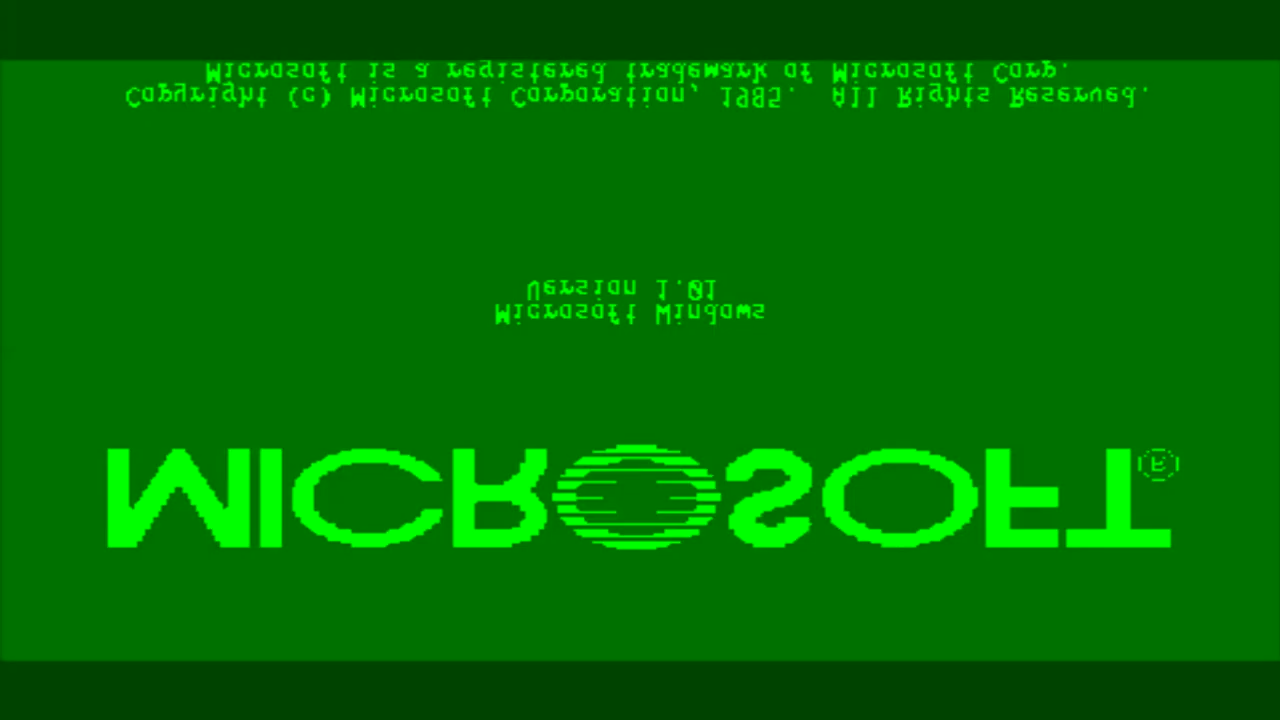 MICROSOFT®
Microsoft Windows
Version 1.01
Copyright (c) Microsoft Corporation, 1985.  All Rights Reserved.
Microsoft is a registered trademark of Microsoft Corp.